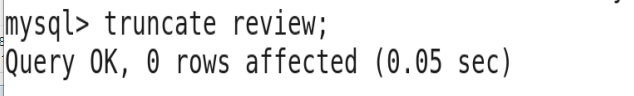 mysql> truncate review;
Query OK, 0 rows affected (0.05 sec)